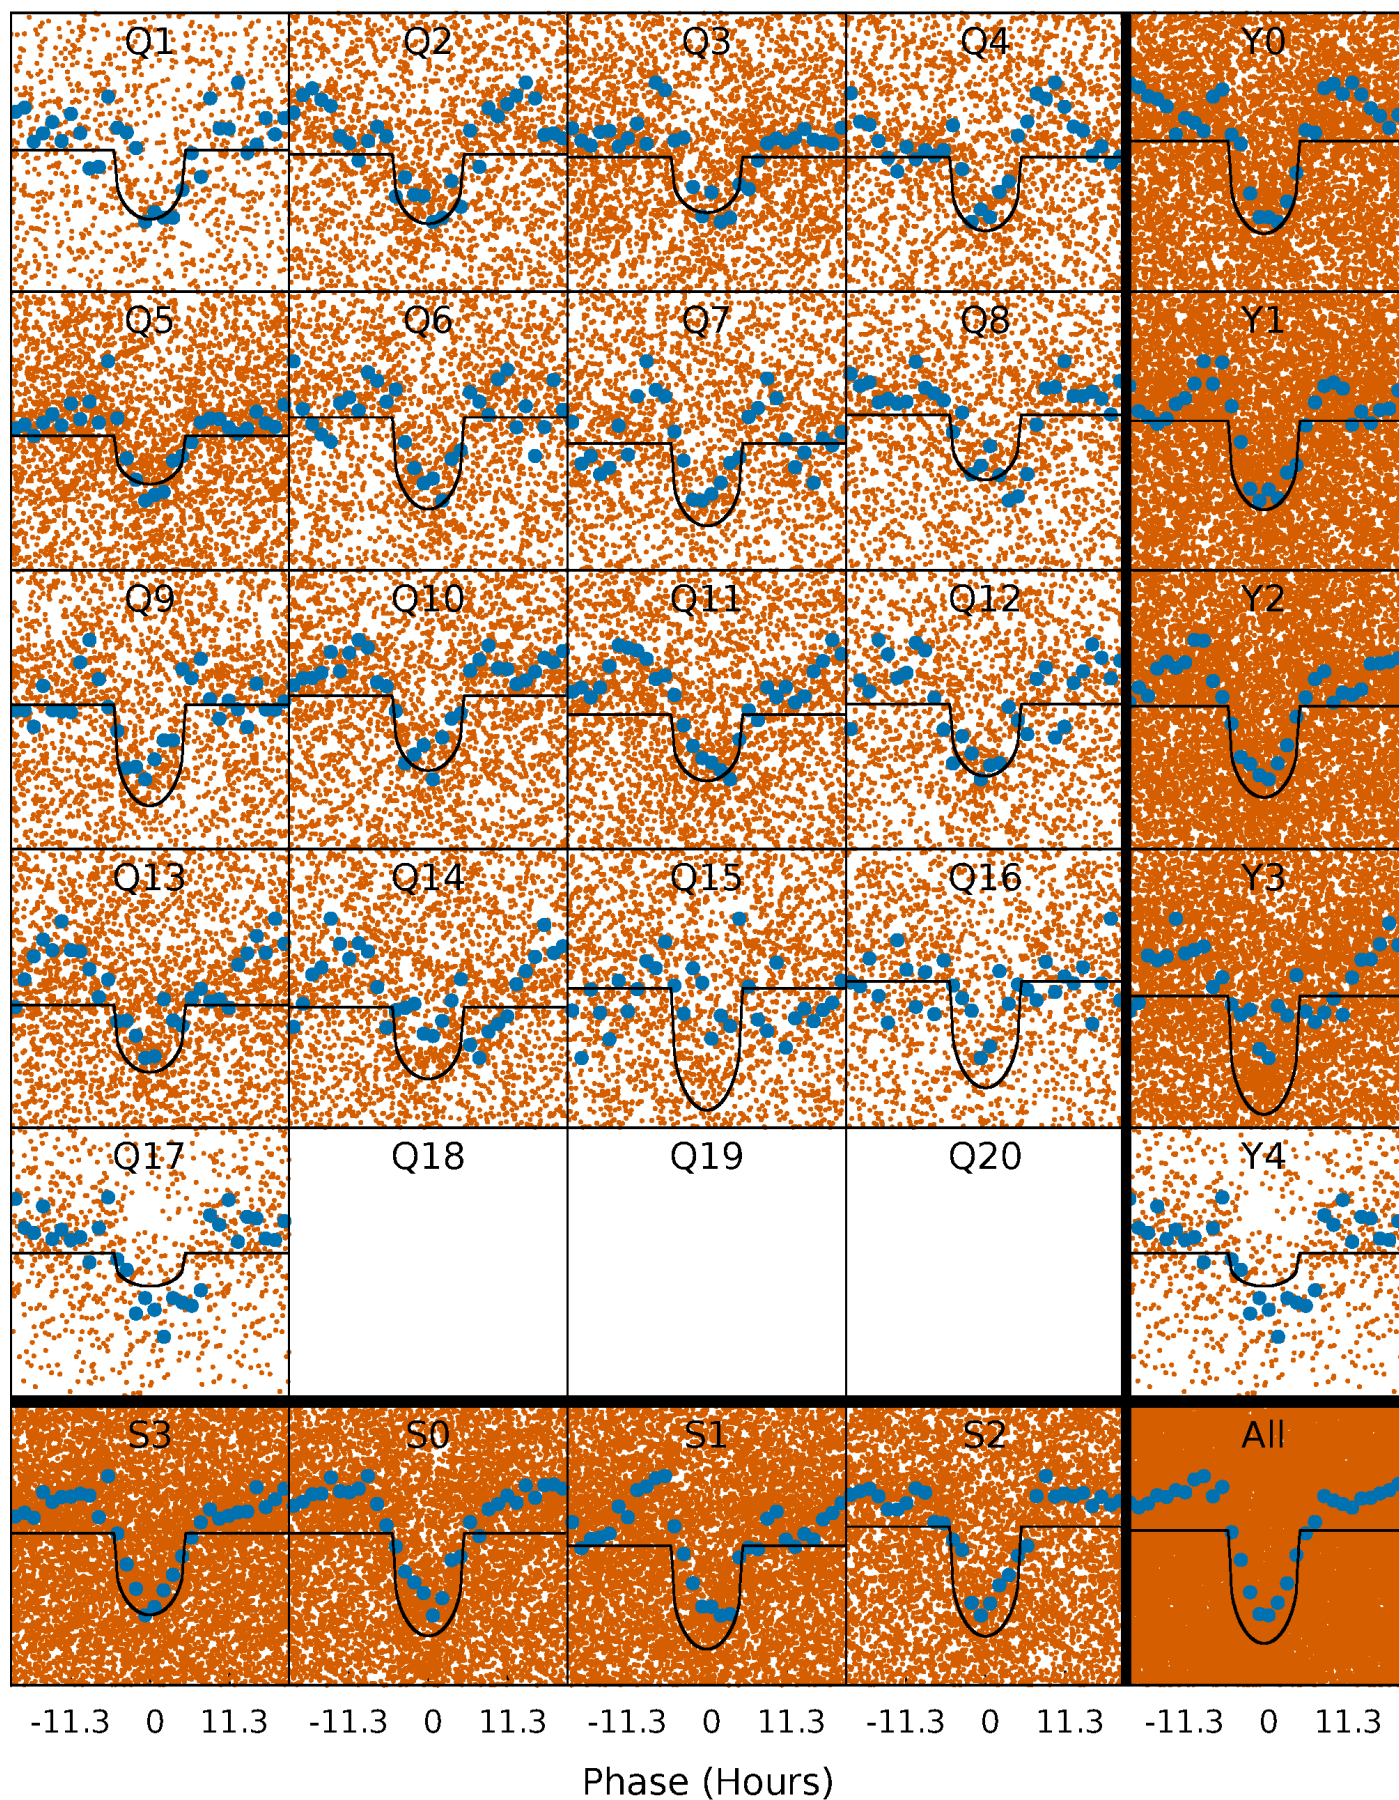 Q1 Q2 Q3 Q4 Y0
Q5 Q6 Q7 Q8 Y1
Q9 Q10 Q11 Q12 Y2
Q13 Q14 Q15 Q16 Y3
Q17 Q18 Q19 Q20 Y4
S3 S0 S1 S2 All
-11.3 0 11.3 -11.3 0 11.3 -11.3 0 11.3 -11.3 0 11.3 -11.3 0 11.3
Phase (Hours)